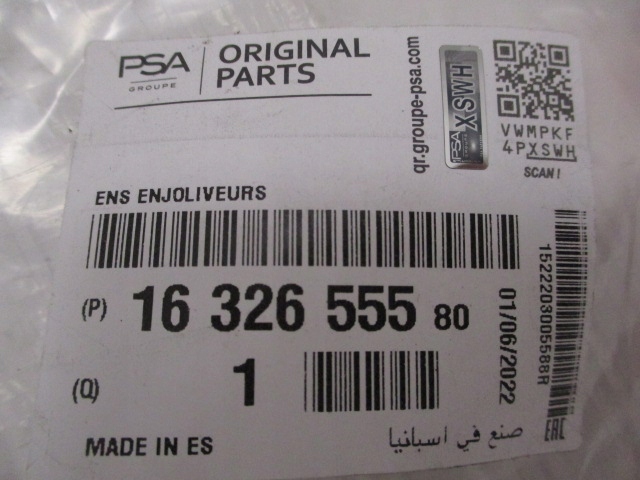 PSA
GROUPE
ORIGINAL
PARTS
qr.groupe-psa.com
PSA
XSWH
VWMPKF
4PXSWH
SCAN!
ENS ENJOLIVEURS
(P) 16 326 555 80
01/06/2022
1522203005588R
(Q) 1
MADE IN ES
صنع في اسبانيا
EAC